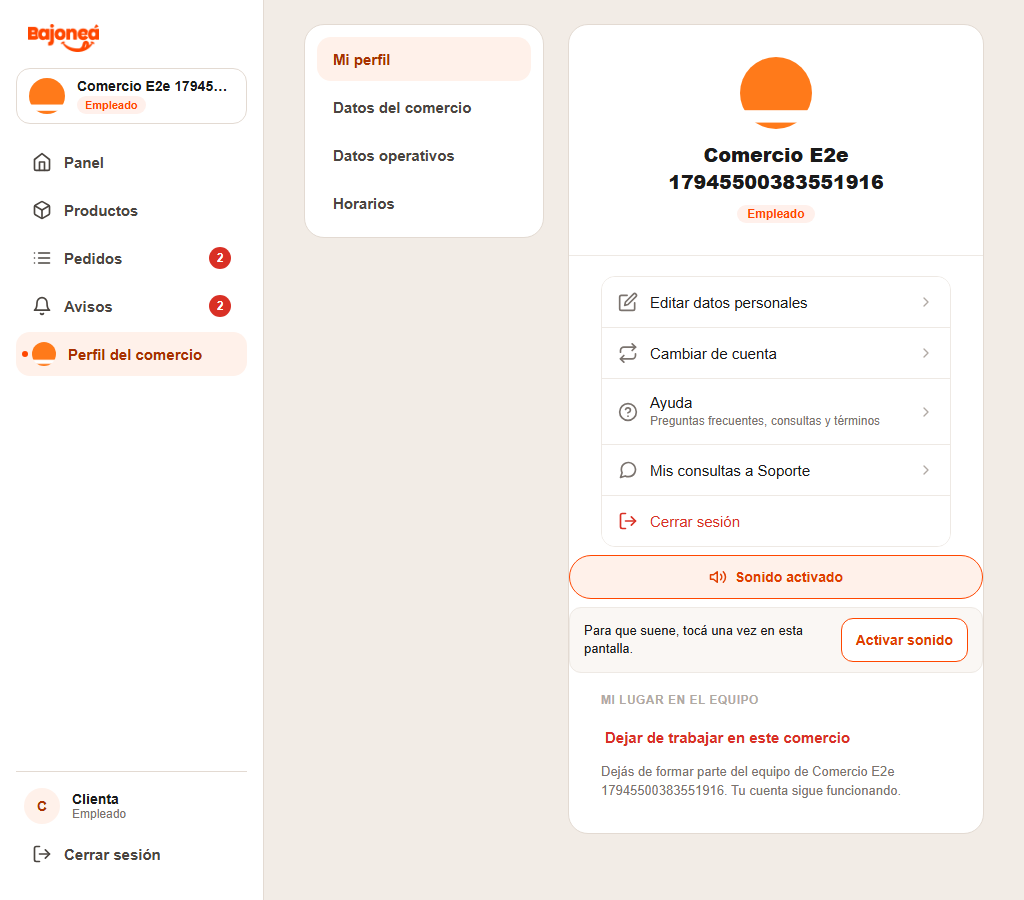 Bajoneá
Comercio E2e 17945…
Empleado
Panel
Productos
Pedidos
2
Avisos
2
Perfil del comercio
C
Clienta
Empleado
Cerrar sesión
Mi perfil
Datos del comercio
Datos operativos
Horarios
Comercio E2e
17945500383551916
Empleado
Editar datos personales
Cambiar de cuenta
Ayuda
Preguntas frecuentes, consultas y términos
Mis consultas a Soporte
Cerrar sesión
Sonido activado
Para que suene, tocá una vez en esta
pantalla.
Activar sonido
MI LUGAR EN EL EQUIPO
Dejar de trabajar en este comercio
Dejás de formar parte del equipo de Comercio E2e
17945500383551916. Tu cuenta sigue funcionando.